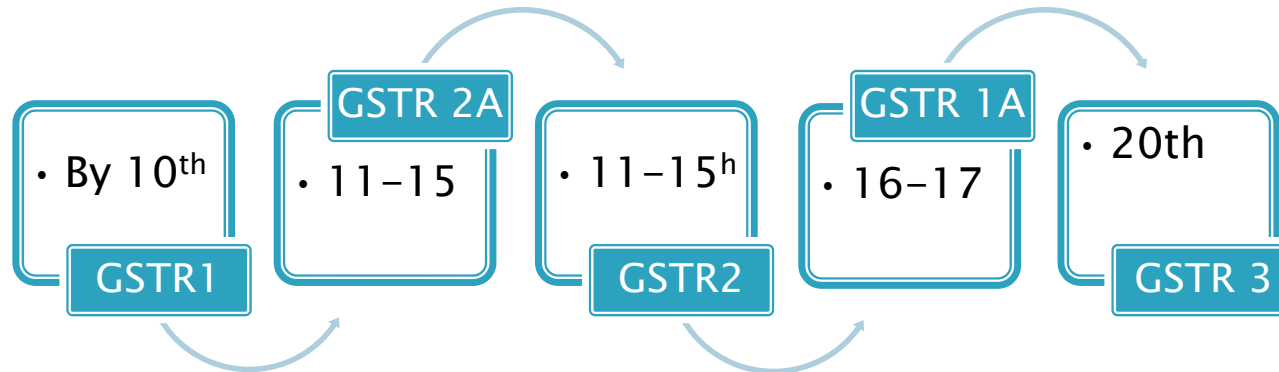 • By 10th
GSTR1
GSTR 2A
• 11-15
• 11-15h
GSTR2
GSTR 1A
• 16-17
• 20th
GSTR 3